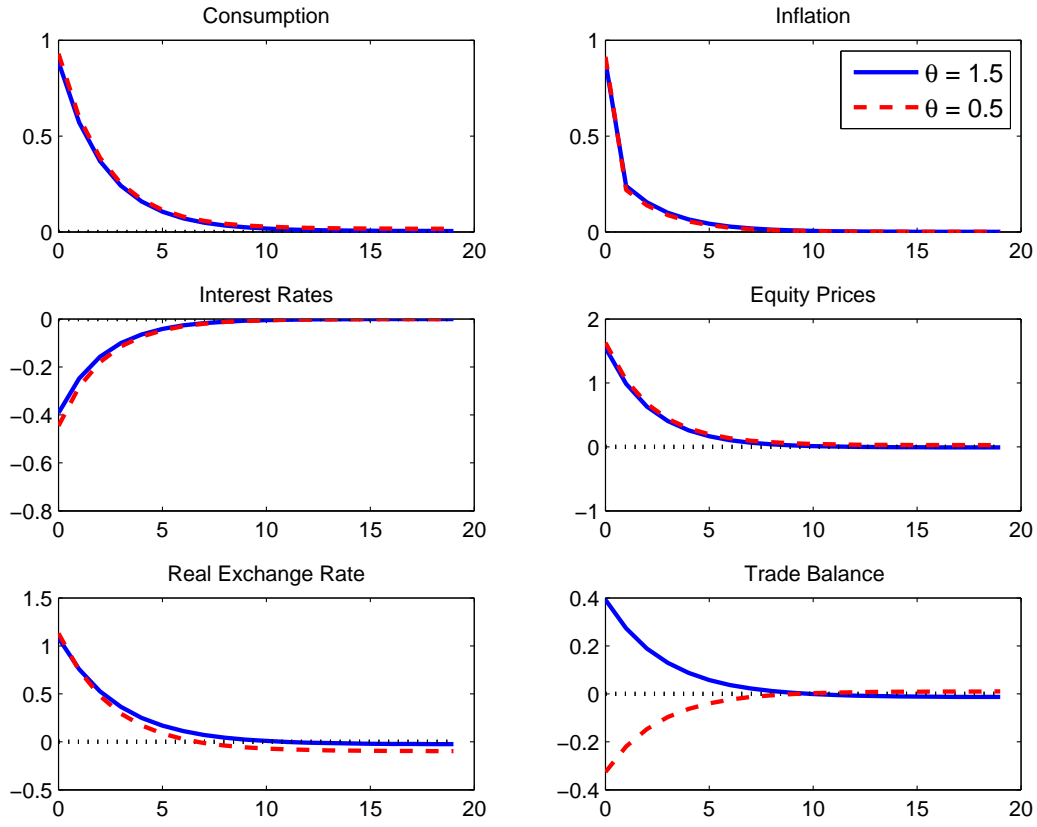 Consumption
1
0.5
0
0 5 10 15 20
Inflation
1
0.5
0
0 5 10 15 20
θ = 1.5
θ = 0.5
Interest Rates
0
−0.2
−0.4
−0.6
−0.8
0 5 10 15 20
Equity Prices
2
1
0
−1
0 5 10 15 20
Real Exchange Rate
1.5
1
0.5
0
−0.5
0 5 10 15 20
Trade Balance
0.4
0.2
0
−0.2
−0.4
0 5 10 15 20